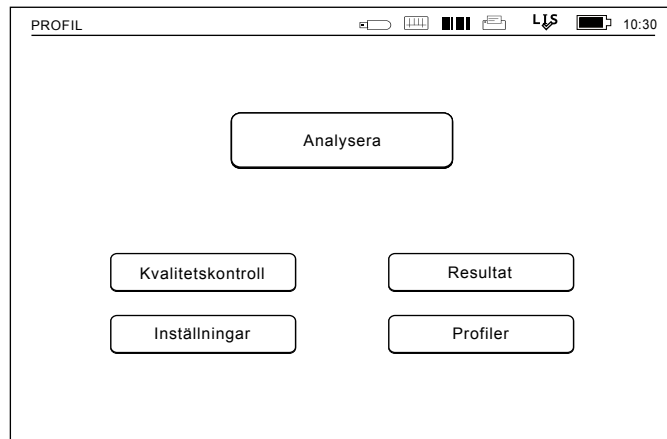 PROFIL LIS 10:30
Analysera
Kvalitetskontroll Resultat
Inställningar Profiler